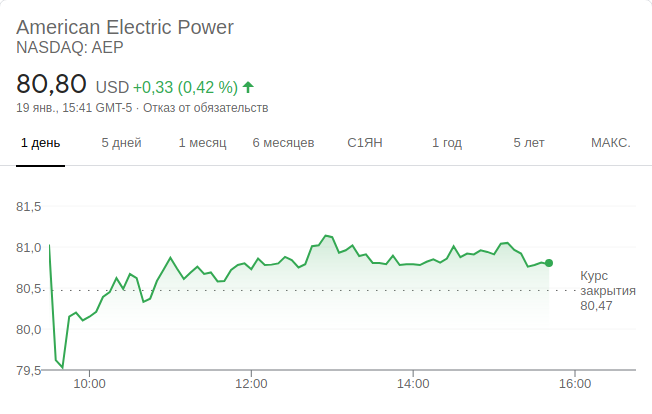 American Electric Power
NASDAQ: AEP
80,80 USD +0,33 (0,42 %)
19 янв., 15:41 GMT-5 · Отказ от обязательств
1 день 5 дней 1 месяц 6 месяцев С1ЯН 1 год 5 лет МАКС.
81,5
81,0
80,5
80,0
79,5
Курс
закрытия
80,47
10:00 12:00 14:00 16:00